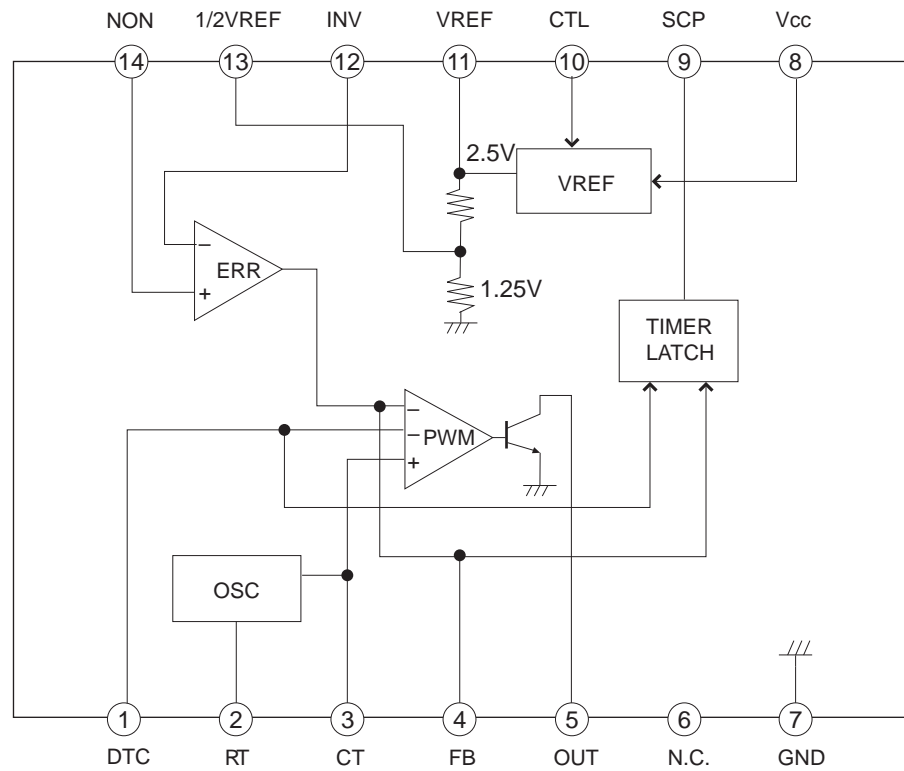 NON 1/2VREF INV VREF CTL SCP Vcc
14 13 12 11 10 9 8
2.5V
VREF
−
ERR
+
1.25V
TIMER
LATCH
−
− PWM
+
OSC
1 2 3 4 5 6 7
DTC RT CT FB OUT N.C. GND